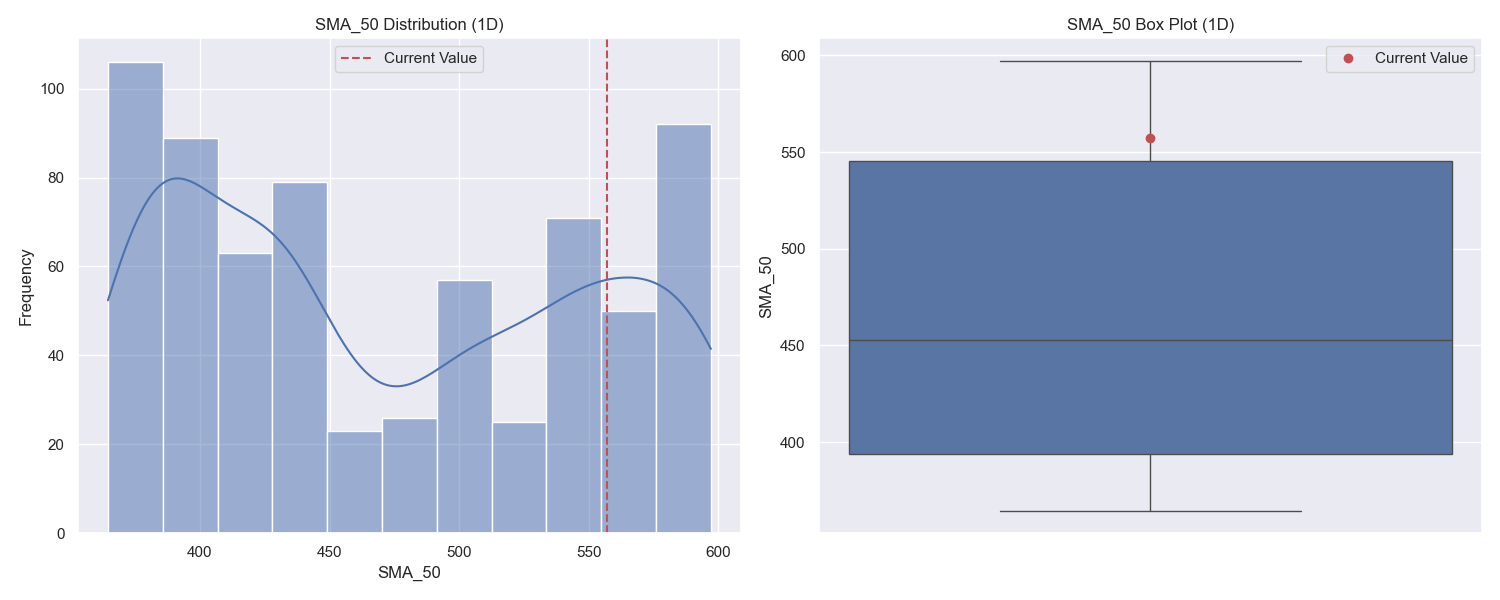 SMA_50 Distribution (1D)
Current Value
Frequency
100
80
60
40
20
0
400
450
500
550
600
SMA_50
SMA_50 Box Plot (1D)
Current Value
SMA_50
600
550
500
450
400